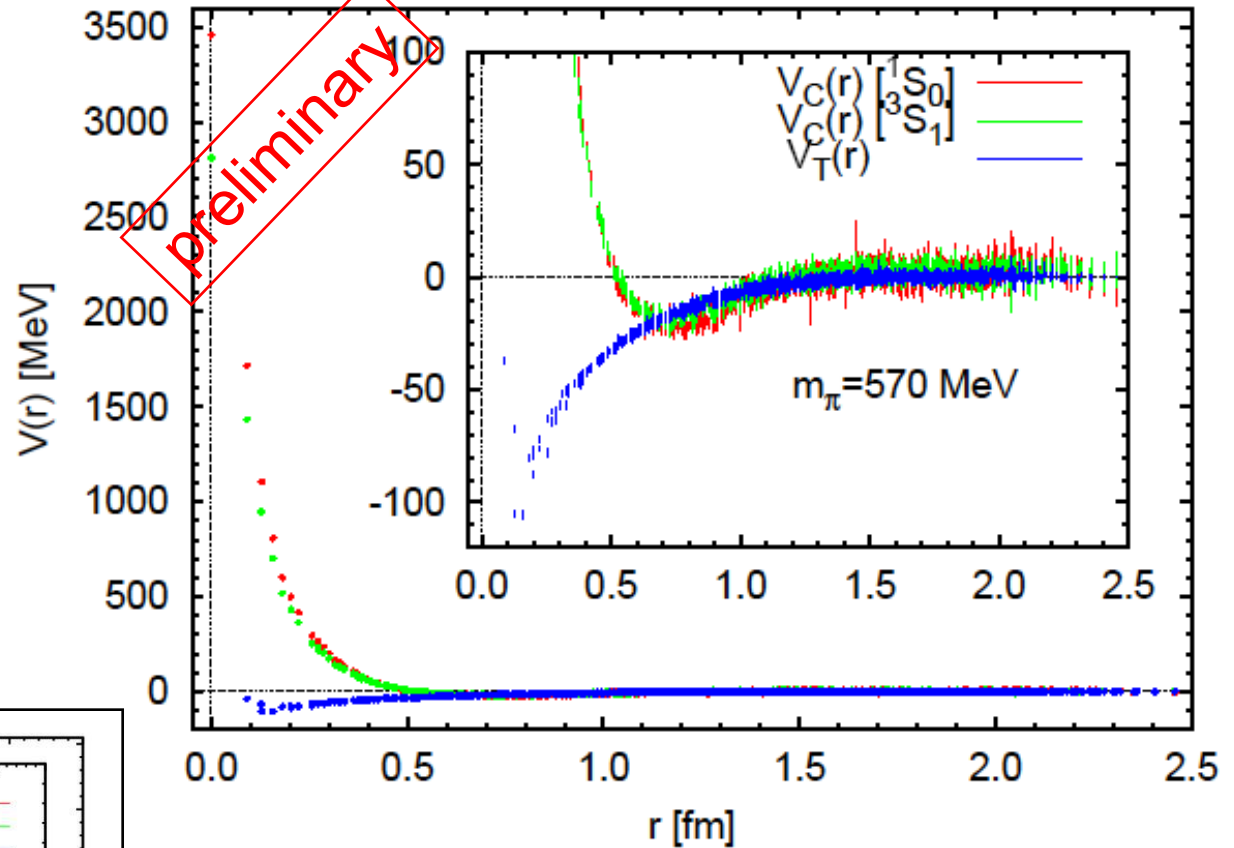 preliminary
V(r) [MeV]
3500
3000
2500
2000
1500
1000
500
0
100
50
0
-50
-100
V_C(r) [^1S_0]
V_C(r) [^3S_1]
V_T(r)
m_π=570 MeV
0.0 0.5 1.0 1.5 2.0 2.5
0.0 0.5 1.0 1.5 2.0 2.5
r [fm]